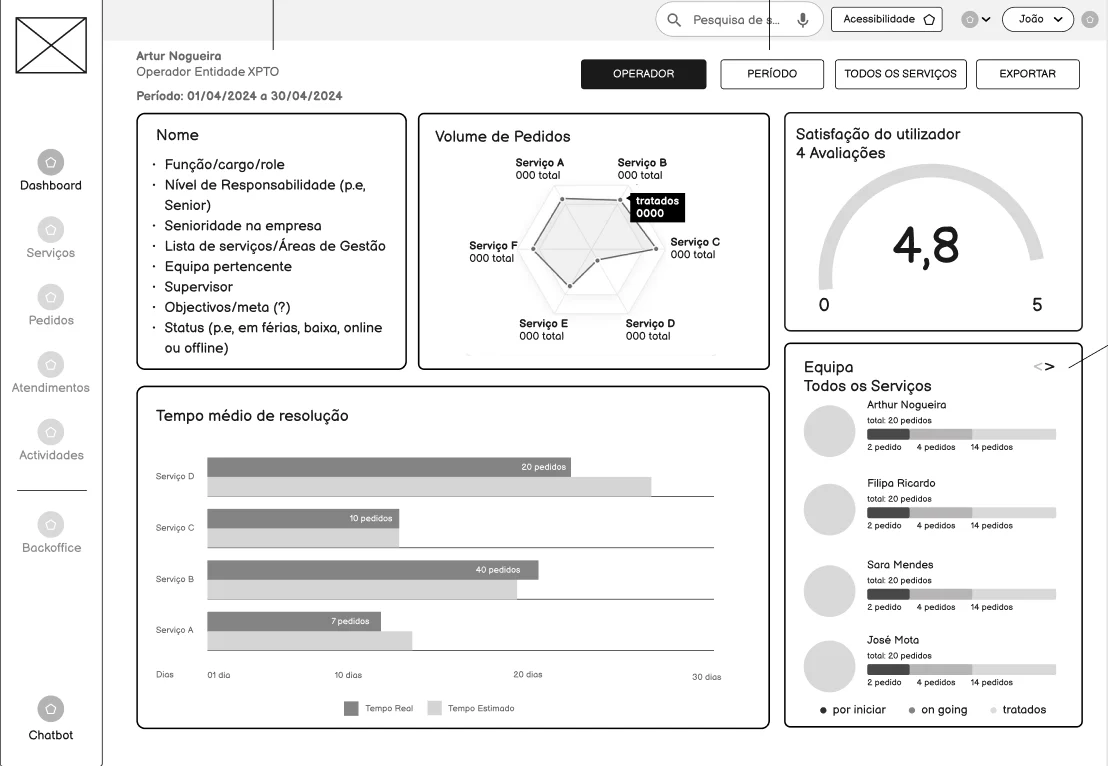 Pesquisa de s...
Acessibilidade
João
Artur Nogueira
Operador Entidade XPTO
Período: 01/04/2024 a 30/04/2024
OPERADOR
PERÍODO
TODOS OS SERVIÇOS
EXPORTAR
Dashboard
Serviços
Pedidos
Atendimentos
Actividades
Backoffice
Chatbot
Nome
· Função/cargo/role
· Nível de Responsabilidade (p.e,
Senior)
· Senioridade na empresa
· Lista de serviços/Áreas de Gestão
· Equipa pertencente
· Supervisor
· Objectivos/meta (?)
· Status (p.e, em férias, baixa, online
ou offline)
Volume de Pedidos
Serviço A
000 total
Serviço B
000 total
tratados
0000
Serviço F
000 total
Serviço C
000 total
Serviço E
000 total
Serviço D
000 total
Satisfação do utilizador
4 Avaliações
4,8
0
5
Tempo médio de resolução
Serviço D
20 pedidos
Serviço C
10 pedidos
Serviço B
40 pedidos
Serviço A
7 pedidos
Dias
01 dia
10 dias
20 dias
30 dias
Tempo Real
Tempo Estimado
Equipa
<>
Todos os Serviços
Arthur Nogueira
total: 20 pedidos
2 pedido
4 pedidos
14 pedidos
Filipa Ricardo
total: 20 pedidos
2 pedido
4 pedidos
14 pedidos
Sara Mendes
total: 20 pedidos
2 pedido
4 pedidos
14 pedidos
José Mota
total: 20 pedidos
2 pedido
4 pedidos
14 pedidos
por iniciar
on going
tratados